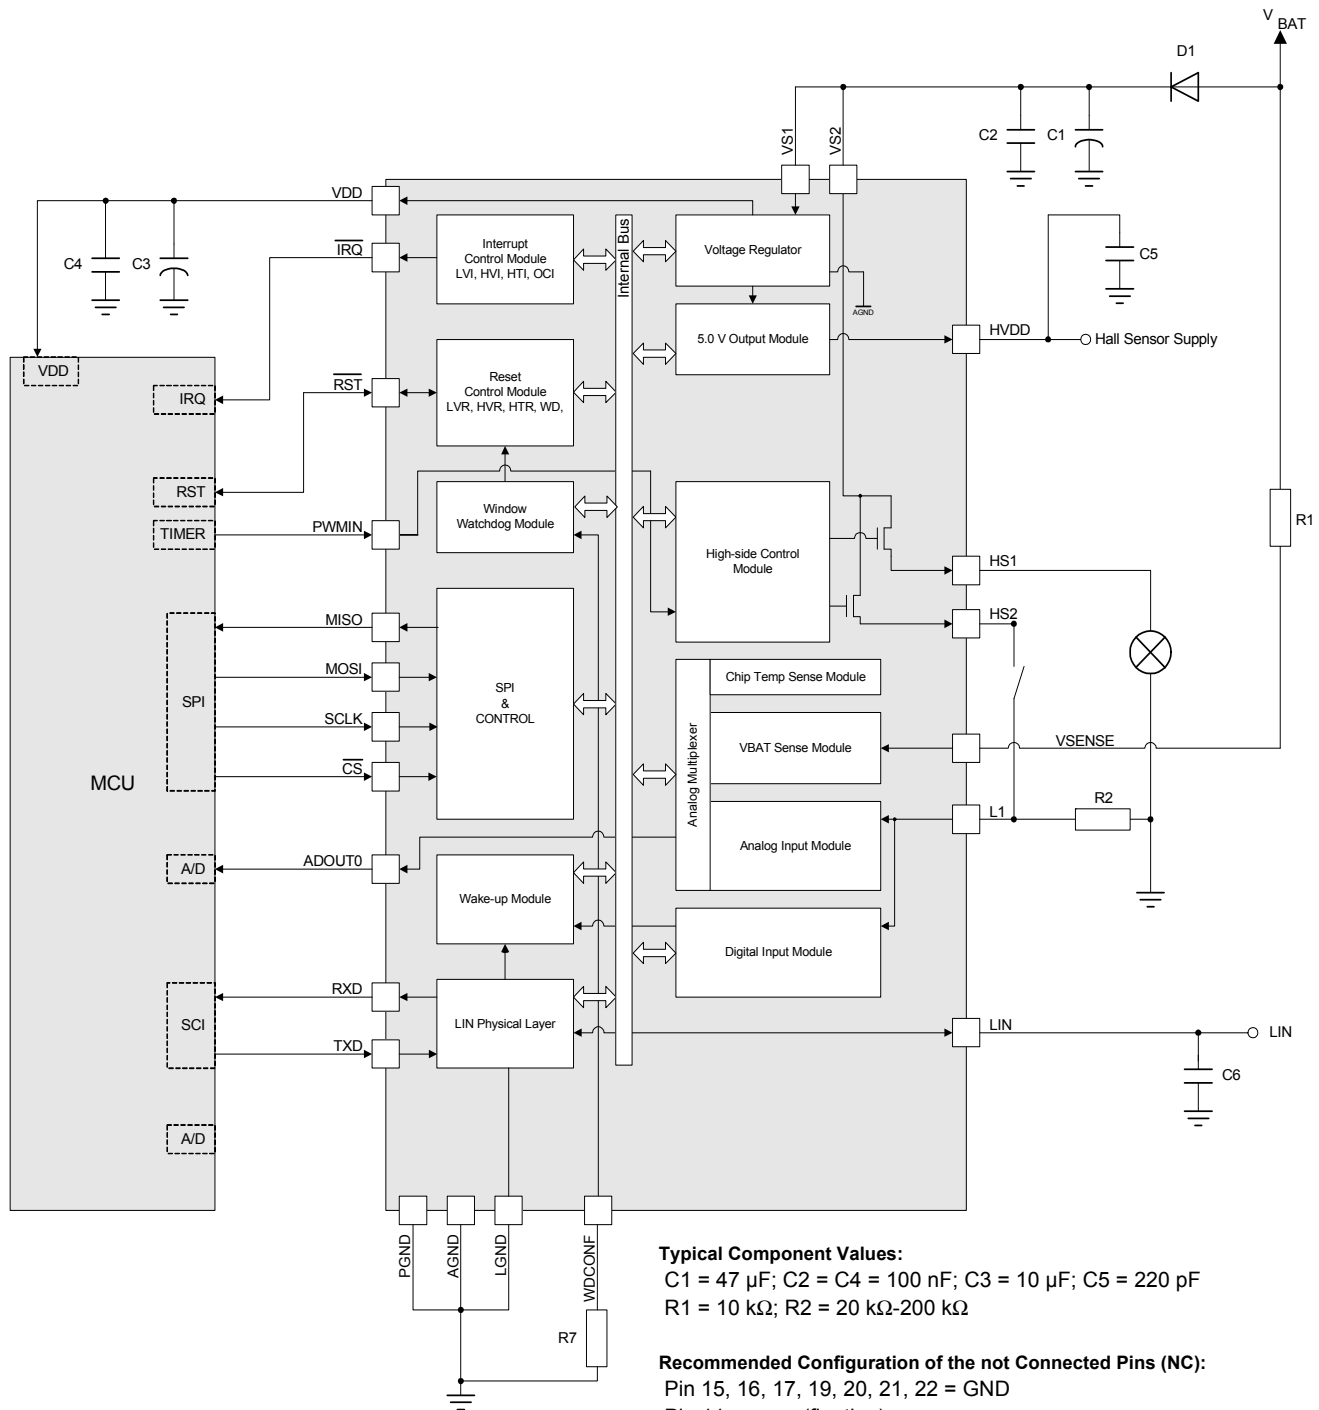 V BAT
D1
VS1
VS2
C2
C1
C5
VDD
IRQ
C4
C3
Interrupt
Control Module
LVI, HVI, HTI, OCI
Internal Bus
Voltage Regulator
AGND
5.0 V Output Module
HVDD
Hall Sensor Supply
VDD
IRQ
RST
Reset
Control Module
LVR, HVR, HTR, WD,
RST
TIMER
PWMIN
Window
Watchdog Module
High-side Control
Module
R1
HS1
HS2
MISO
MOSI
SCLK
CS
SPI
SPI
&
CONTROL
MCU
Analog Multiplexer
Chip Temp Sense Module
VBAT Sense Module
VSENSE
Analog Input Module
L1
R2
A/D
ADOUT0
Wake-up Module
Digital Input Module
RXD
SCI
TXD
LIN Physical Layer
LIN
LIN
C6
A/D
PGND
AGND
LGND
WDCONF
R7
Typical Component Values:
C1 = 47 µF; C2 = C4 = 100 nF; C3 = 10 µF; C5 = 220 pF
R1 = 10 kΩ; R2 = 20 kΩ-200 kΩ
Recommended Configuration of the not Connected Pins (NC):
Pin 15, 16, 17, 19, 20, 21, 22 = GND